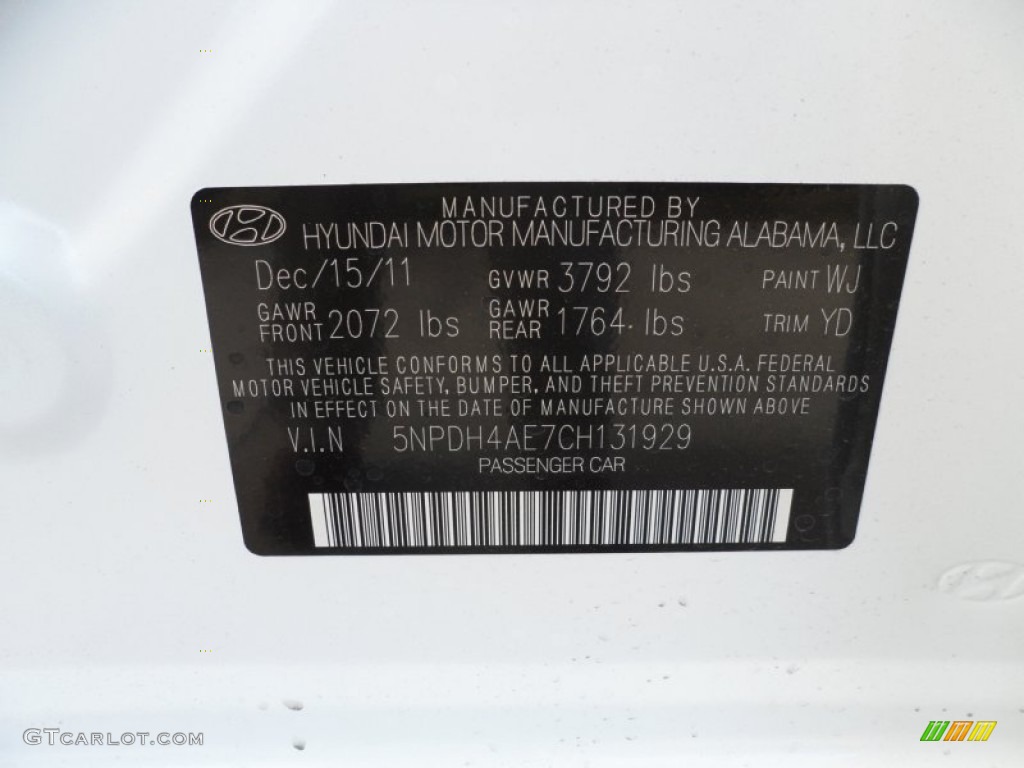 MANUFACTURED BY
HYUNDAI MOTOR MANUFACTURING ALABAMA, LLC
Dec/15/11 GVWR 3792 lbs PAINT WJ
GAWR FRONT 2072 lbs GAWR REAR 1764 lbs TRIM YD
THIS VEHICLE CONFORMS TO ALL APPLICABLE U.S.A. FEDERAL
MOTOR VEHICLE SAFETY, BUMPER, AND THEFT PREVENTION STANDARDS
IN EFFECT ON THE DATE OF MANUFACTURE SHOWN ABOVE
V.I.N 5NPDH4AE7CH131929
PASSENGER CAR
GTCARLOT.COM